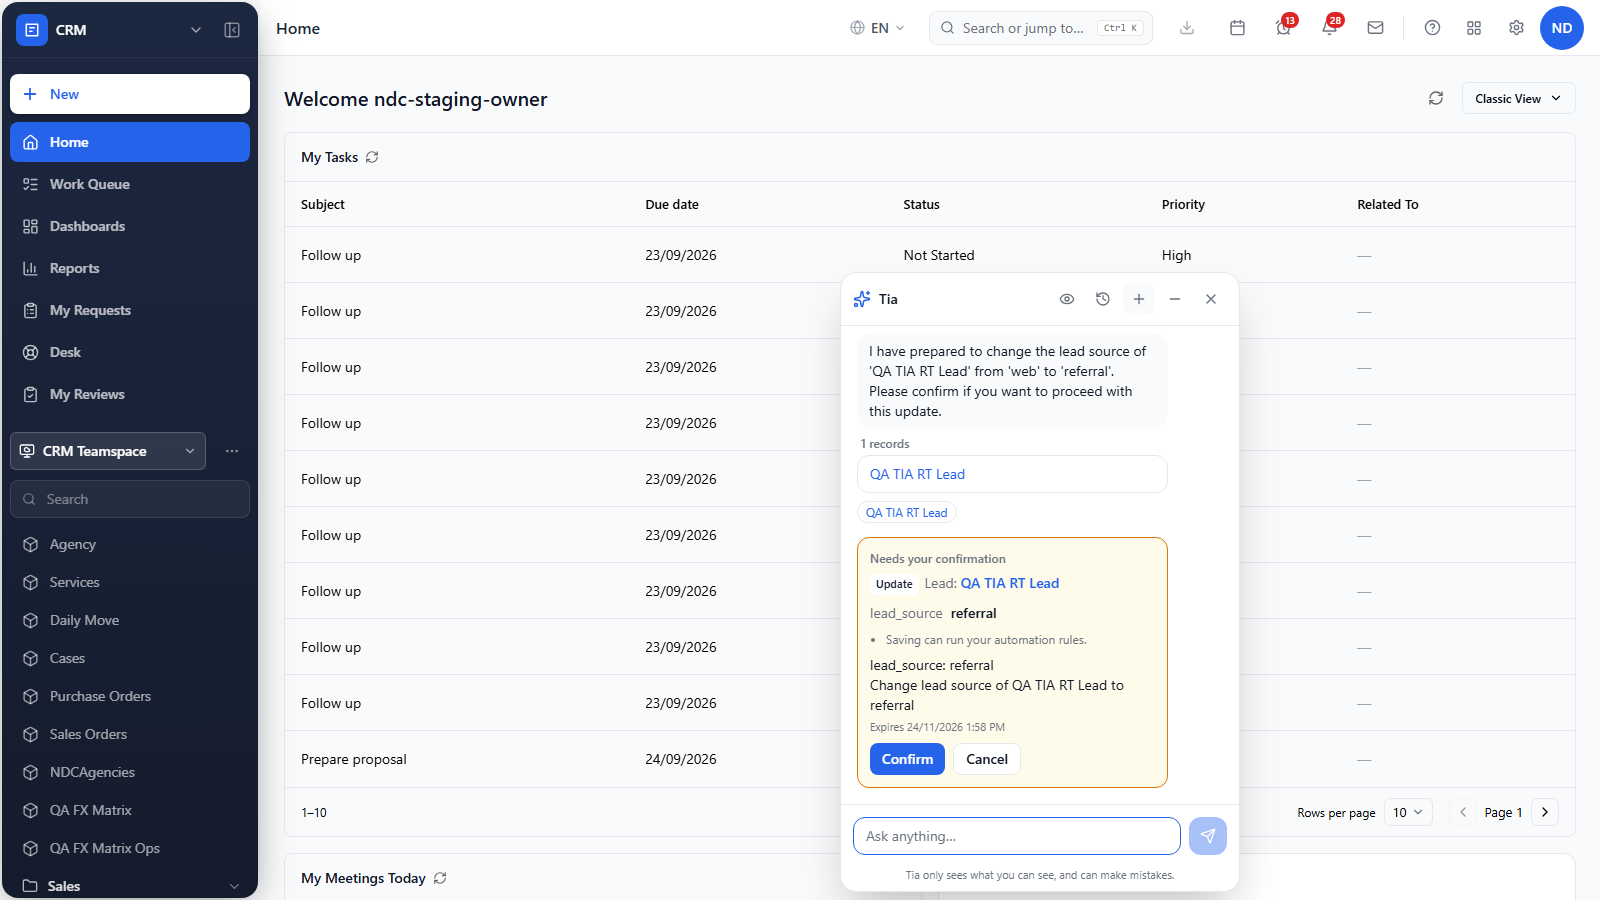 CRM
Home
EN
Search or jump to...
Ctrl K
13
28
ND
New
Home
Work Queue
Dashboards
Reports
My Requests
Desk
My Reviews
CRM Teamspace
Search
Agency
Services
Daily Move
Cases
Purchase Orders
Sales Orders
NDCAgencies
QA FX Matrix
QA FX Matrix Ops
Sales
Welcome ndc-staging-owner
Classic View
My Tasks
Subject Due date Status Priority Related To
Follow up 23/09/2026 Not Started High —
Follow up 23/09/2026 —
Follow up 23/09/2026 —
Follow up 23/09/2026 —
Follow up 23/09/2026 —
Follow up 23/09/2026 —
Follow up 23/09/2026 —
Follow up 23/09/2026 —
Follow up 23/09/2026 —
Prepare proposal 24/09/2026 —
1–10
Rows per page 10 Page 1
My Meetings Today
Tia
I have prepared to change the lead source of
'QA TIA RT Lead' from 'web' to 'referral'.
Please confirm if you want to proceed with
this update.
1 records
QA TIA RT Lead
QA TIA RT Lead
Needs your confirmation
Update Lead: QA TIA RT Lead
lead_source referral
• Saving can run your automation rules.
lead_source: referral
Change lead source of QA TIA RT Lead to
referral
Expires 24/11/2026 1:58 PM
Confirm Cancel
Ask anything...
Tia only sees what you can see, and can make mistakes.